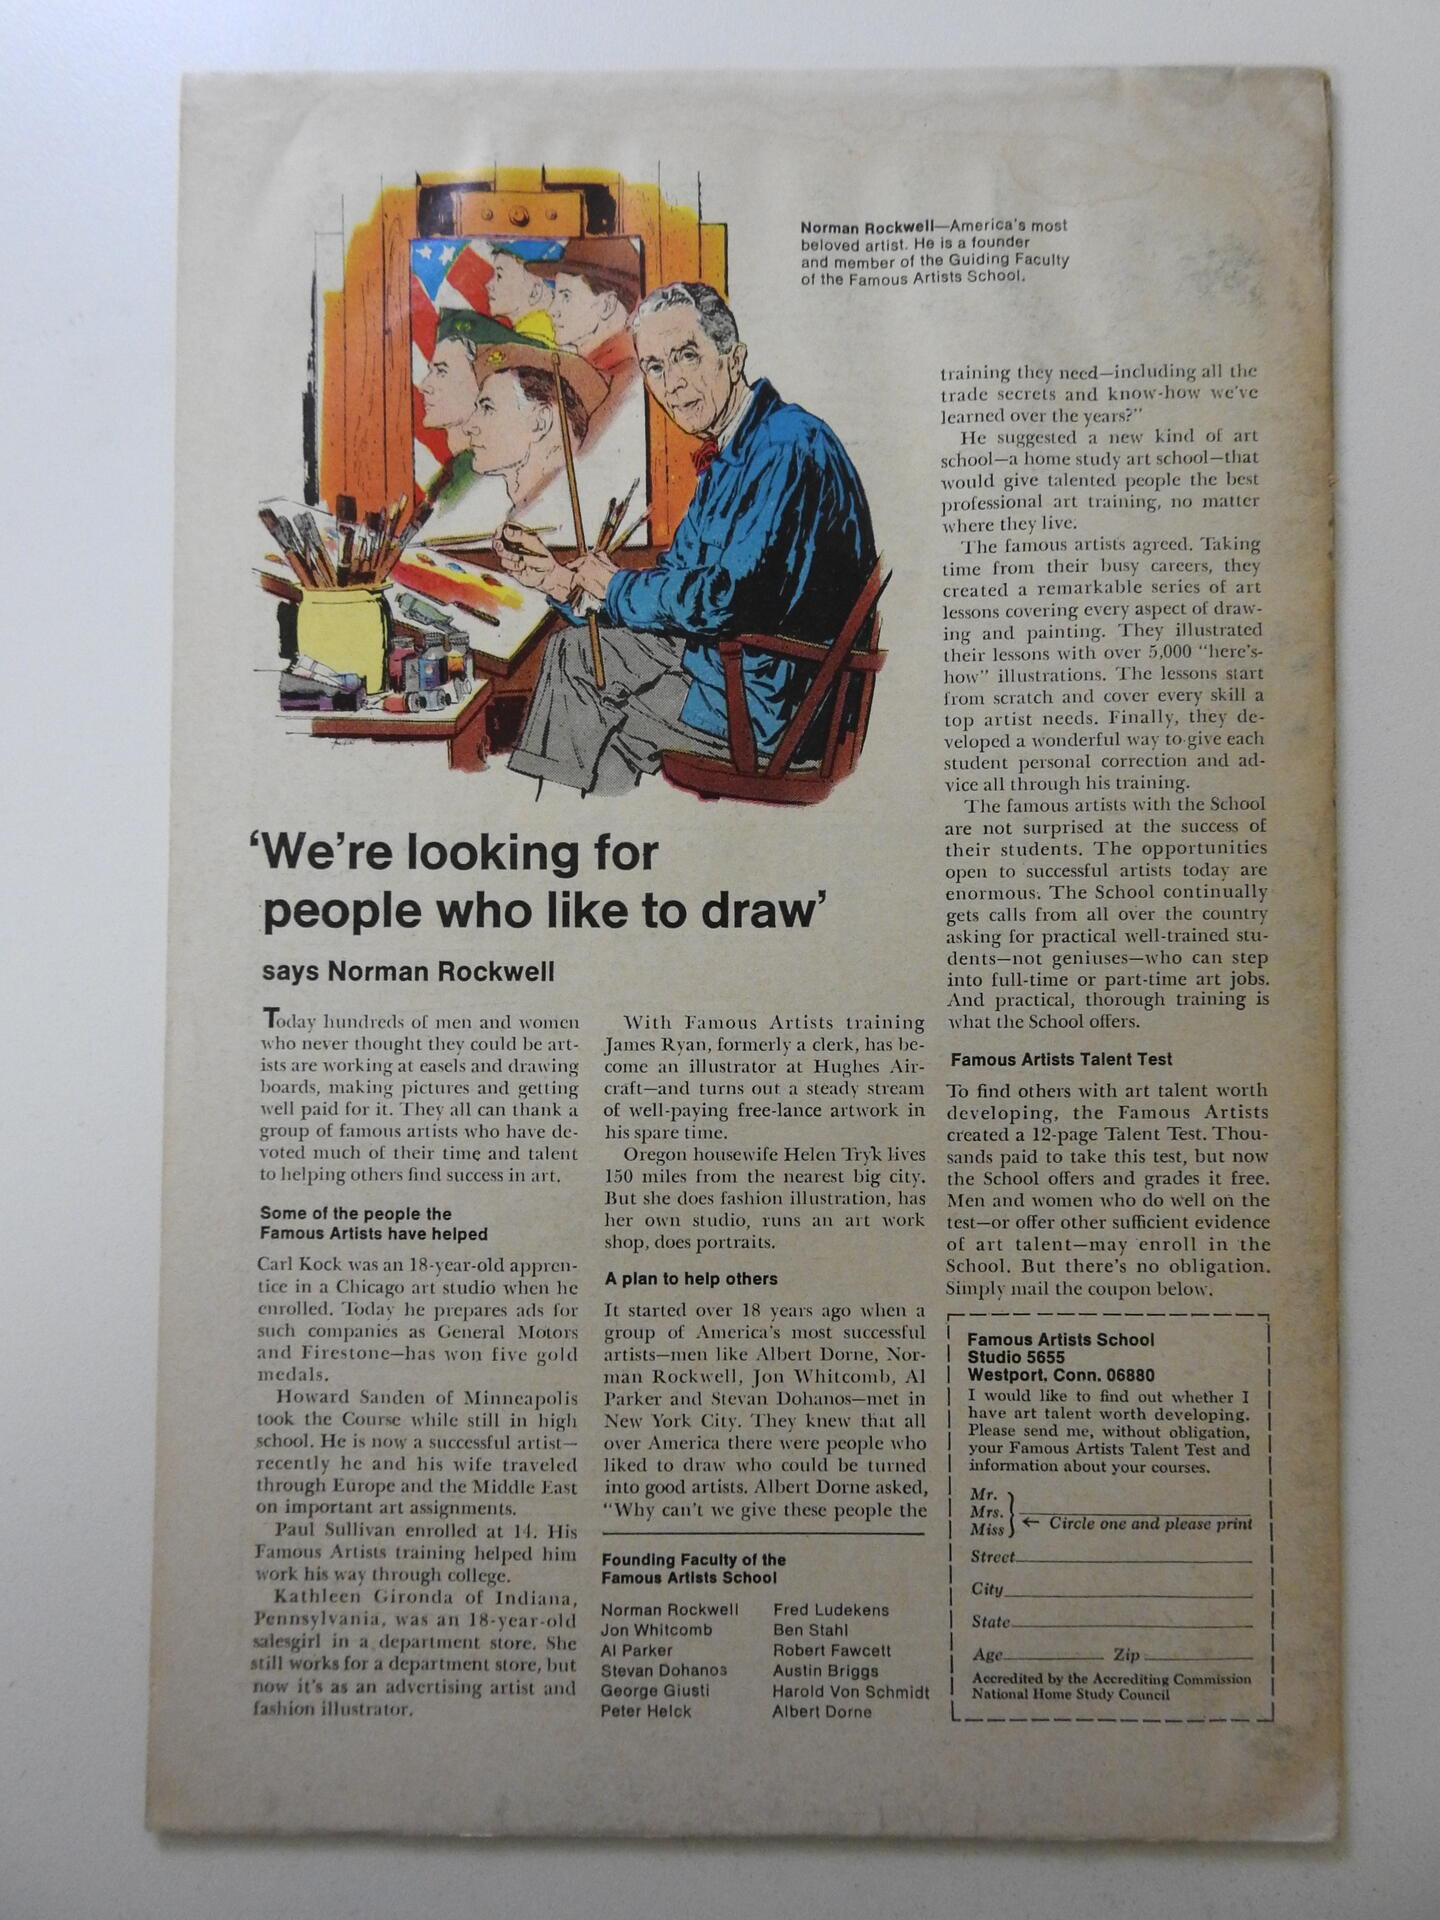 Norman Rockwell—America's most
beloved artist. He is a founder
and member of the Guiding Faculty
of the Famous Artists School.
'We're looking for
people who like to draw'
says Norman Rockwell
Today hundreds of men and women
who never thought they could be art-
ists are working at easels and drawing
boards, making pictures and getting
well paid for it. They all can thank a
group of famous artists who have de-
voted much of their time and talent
to helping others find success in art.
Some of the people the
Famous Artists have helped
Carl Kock was an 18-year-old appren-
tice in a Chicago art studio when he
enrolled. Today he prepares ads for
such companies as General Motors
and Firestone—has won five gold
medals.
Howard Sanden of Minneapolis
took the Course while still in high
school. He is now a successful artist—
recently he and his wife traveled
through Europe and the Middle East
on important art assignments.
Paul Sullivan enrolled at 14. His
Famous Artists training helped him
work his way through college.
Kathleen Gironda of Indiana,
Pennsylvania, was an 18-year-old
salesgirl in a department store. She
still works for a department store, but
now it's as an advertising artist and
fashion illustrator.
With Famous Artists training
James Ryan, formerly a clerk, has be-
come an illustrator at Hughes Air-
craft—and turns out a steady stream
of well-paying free-lance artwork in
his spare time.
Oregon housewife Helen Tryk lives
150 miles from the nearest big city.
But she does fashion illustration, has
her own studio, runs an art work
shop, does portraits.
A plan to help others
It started over 18 years ago when a
group of America's most successful
artists—men like Albert Dorne, Nor-
man Rockwell, Jon Whitcomb, Al
Parker and Stevan Dohanos—met in
New York City. They knew that all
over America there were people who
liked to draw who could be turned
into good artists. Albert Dorne asked,
"Why can't we give these people the
Founding Faculty of the
Famous Artists School
Norman Rockwell
Jon Whitcomb
Al Parker
Stevan Dohanos
George Giusti
Peter Helck
Fred Ludekens
Ben Stahl
Robert Fawcett
Austin Briggs
Harold Von Schmidt
Albert Dorne
training they need—including all the
trade secrets and know-how we've
learned over the years?"
He suggested a new kind of art
school—a home study art school—that
would give talented people the best
professional art training, no matter
where they live.
The famous artists agreed. Taking
time from their busy careers, they
created a remarkable series of art
lessons covering every aspect of draw-
ing and painting. They illustrated
their lessons with over 5,000 "here's-
how" illustrations. The lessons start
from scratch and cover every skill a
top artist needs. Finally, they de-
veloped a wonderful way to give each
student personal correction and ad-
vice all through his training.
The famous artists with the School
are not surprised at the success of
their students. The opportunities
open to successful artists today are
enormous. The School continually
gets calls from all over the country
asking for practical well-trained stu-
dents—not geniuses—who can step
into full-time or part-time art jobs.
And practical, thorough training is
what the School offers.
Famous Artists Talent Test
To find others with art talent worth
developing, the Famous Artists
created a 12-page Talent Test. Thou-
sands paid to take this test, but now
the School offers and grades it free.
Men and women who do well on the
test—or offer other sufficient evidence
of art talent—may enroll in the
School. But there's no obligation.
Simply mail the coupon below.
Famous Artists School
Studio 5655
Westport, Conn. 06880
I would like to find out whether I
have art talent worth developing.
Please send me, without obligation,
your Famous Artists Talent Test and
information about your courses.
Mr.
Mrs.
Miss ← Circle one and please print
Street
City
State
Age Zip
Accredited by the Accrediting Commission
National Home Study Council